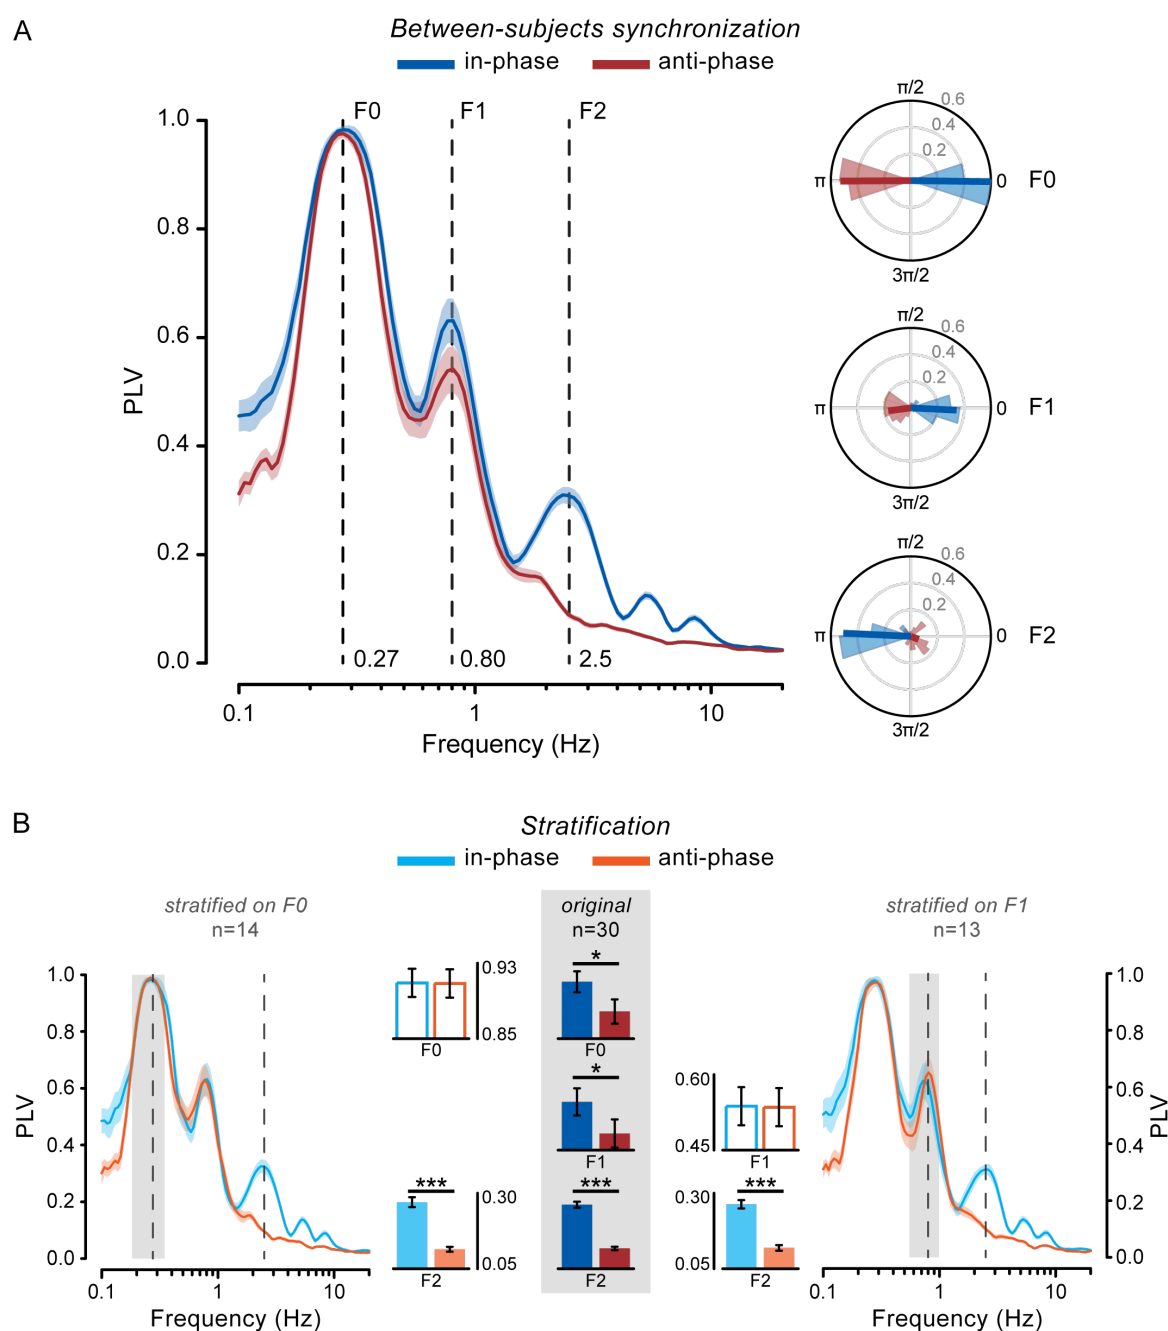 A
Between-subjects synchronization
in-phase anti-phase
F0 F1 F2
1.0
0.8
0.6
0.4
0.2
0.0
PLV
0.27 0.80 2.5
0.1 1 10
Frequency (Hz)
π/2
0.6
0.4
0.2
π 0 F0
3π/2
π/2
0.6
0.4
0.2
π 0 F1
3π/2
π/2
0.6
0.4
0.2
π 0 F2
3π/2
B
Stratification
in-phase anti-phase
stratified on F0
n=14
1.0
0.8
0.6
0.4
0.2
0.0
PLV
0.1 1 10
Frequency (Hz)
0.93
0.85
F0
***
0.30
0.05
F2
original
n=30
*
F0
*
F1
***
F2
0.60
0.45
F1
***
0.30
0.05
F2
stratified on F1
n=13
1.0
0.8
0.6
0.4
0.2
0.0
PLV
0.1 1 10
Frequency (Hz)